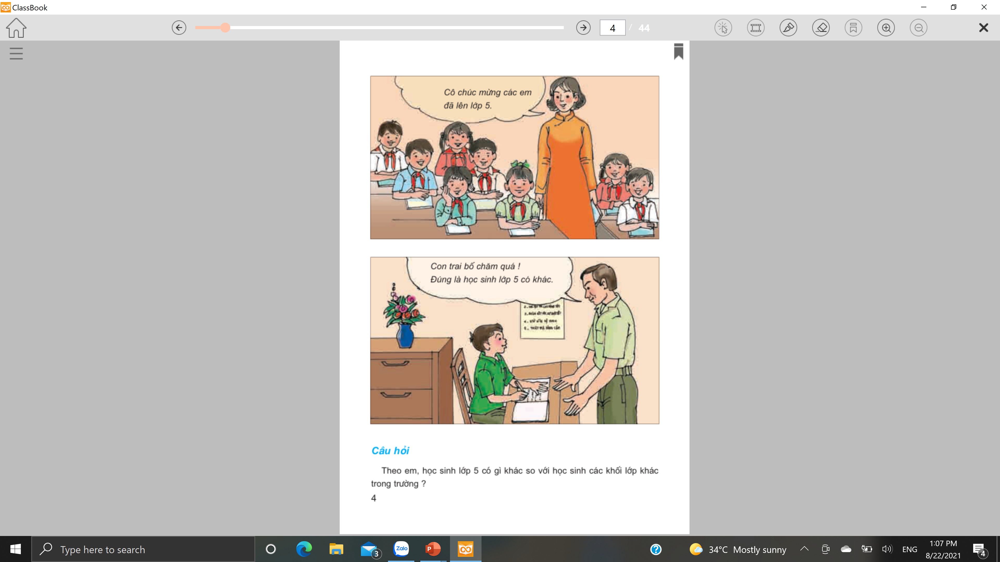 ClassBook
4 / 44
Cô chúc mừng các em
đã lên lớp 5.
Con trai bố chăm quá !
Đúng là học sinh lớp 5 có khác.
Câu hỏi
Theo em, học sinh lớp 5 có gì khác so với học sinh các khối lớp khác
trong trường ?
4
Type here to search
3
Zalo
P
34°C Mostly sunny
ENG
1:07 PM
8/22/2021
4